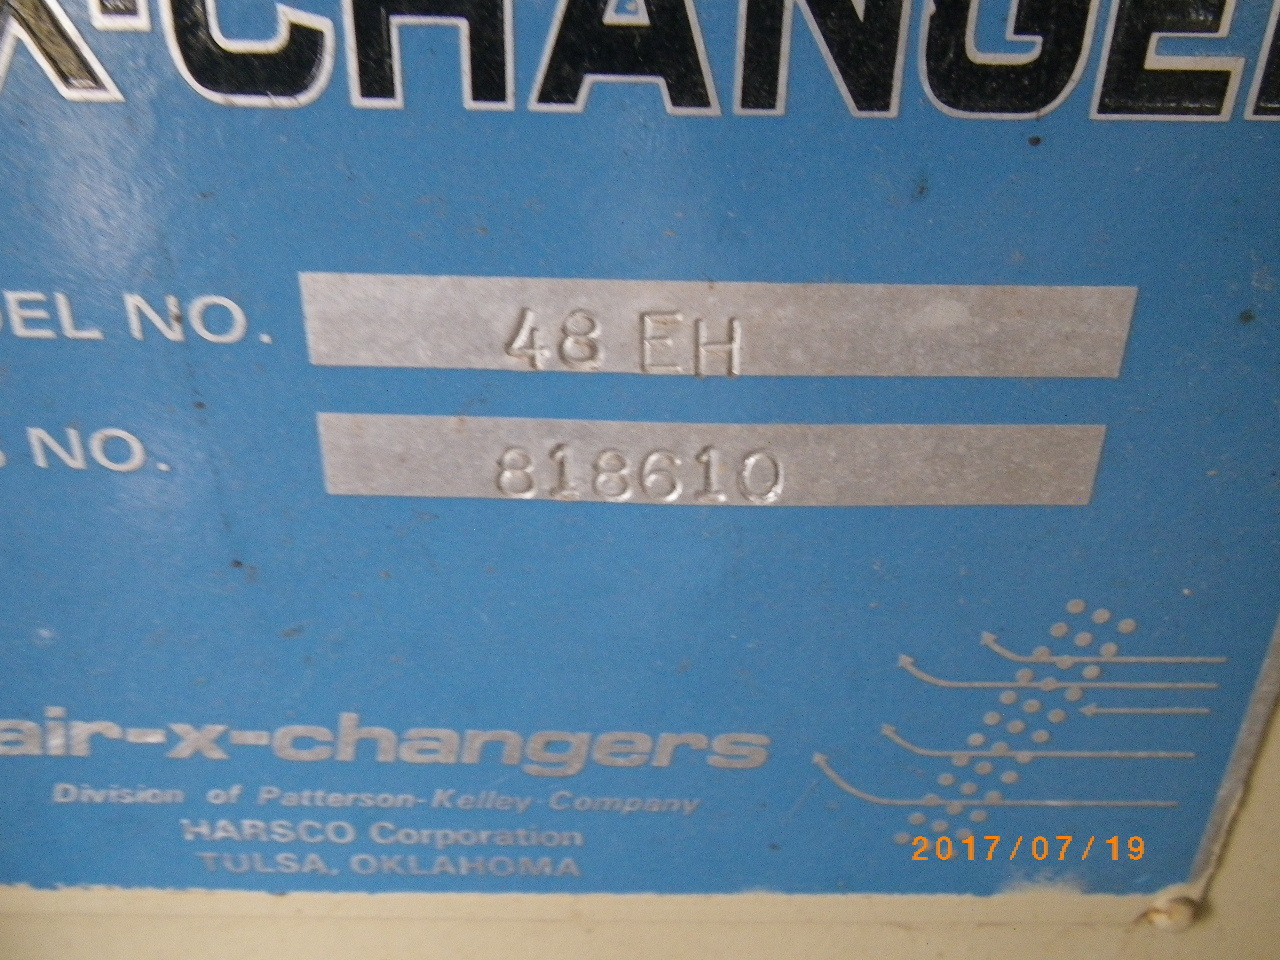 X-CHANGE
DEL NO. 48 EH
NO. 818610
air-x-changers
Division of Patterson-Kelley Company
HARSCO Corporation
TULSA, OKLAHOMA
2017/07/19